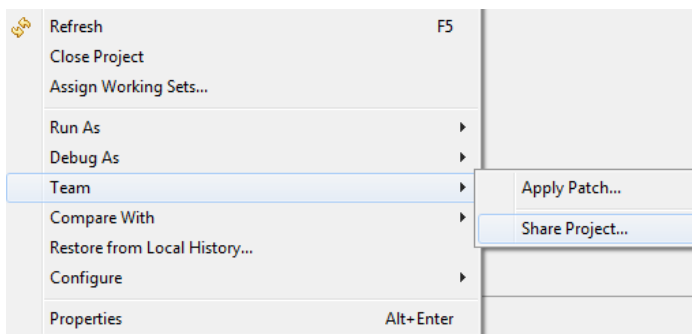 Refresh F5
Close Project
Assign Working Sets...
Run As
Debug As
Team
Apply Patch...
Compare With
Share Project...
Restore from Local History...
Configure
Properties Alt+Enter